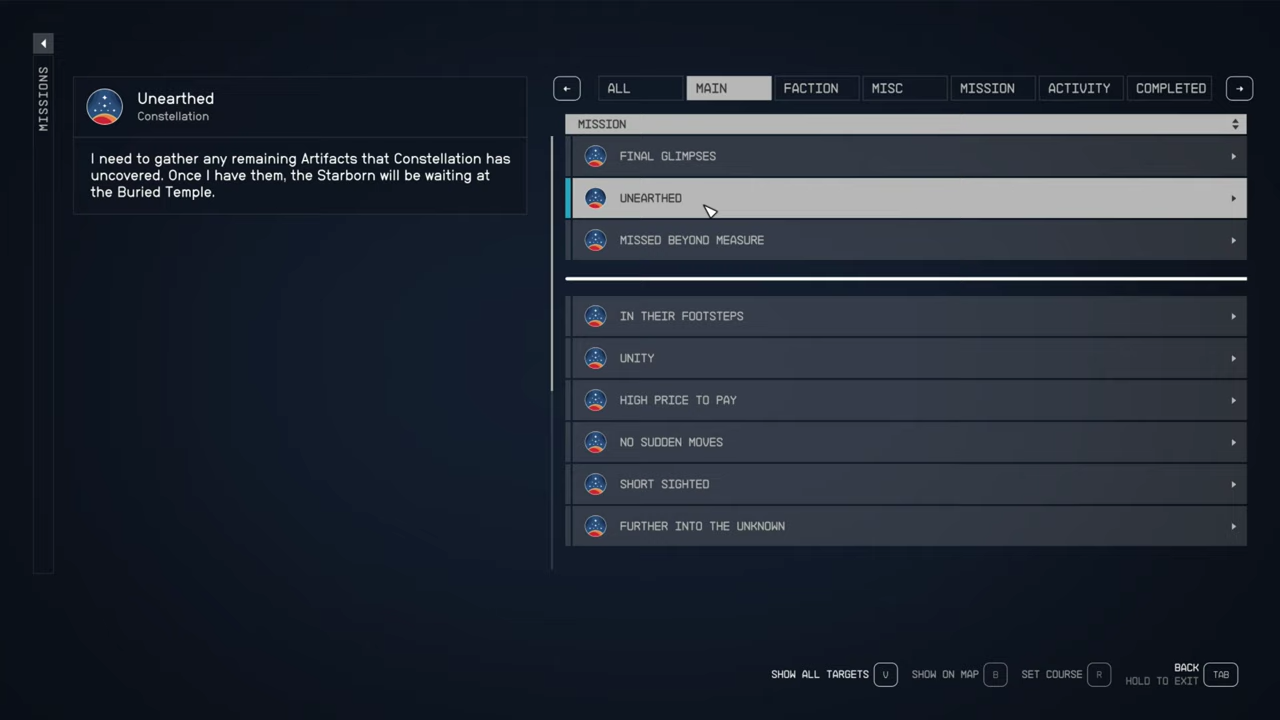 MISSIONS
Unearthed
Constellation
I need to gather any remaining Artifacts that Constellation has
uncovered. Once I have them, the Starborn will be waiting at
the Buried Temple.
ALL MAIN FACTION MISC MISSION ACTIVITY COMPLETED
MISSION
FINAL GLIMPSES
UNEARTHED
MISSED BEYOND MEASURE
IN THEIR FOOTSTEPS
UNITY
HIGH PRICE TO PAY
NO SUDDEN MOVES
SHORT SIGHTED
FURTHER INTO THE UNKNOWN
SHOW ALL TARGETS V SHOW ON MAP B SET COURSE R BACK TAB
HOLD TO EXIT